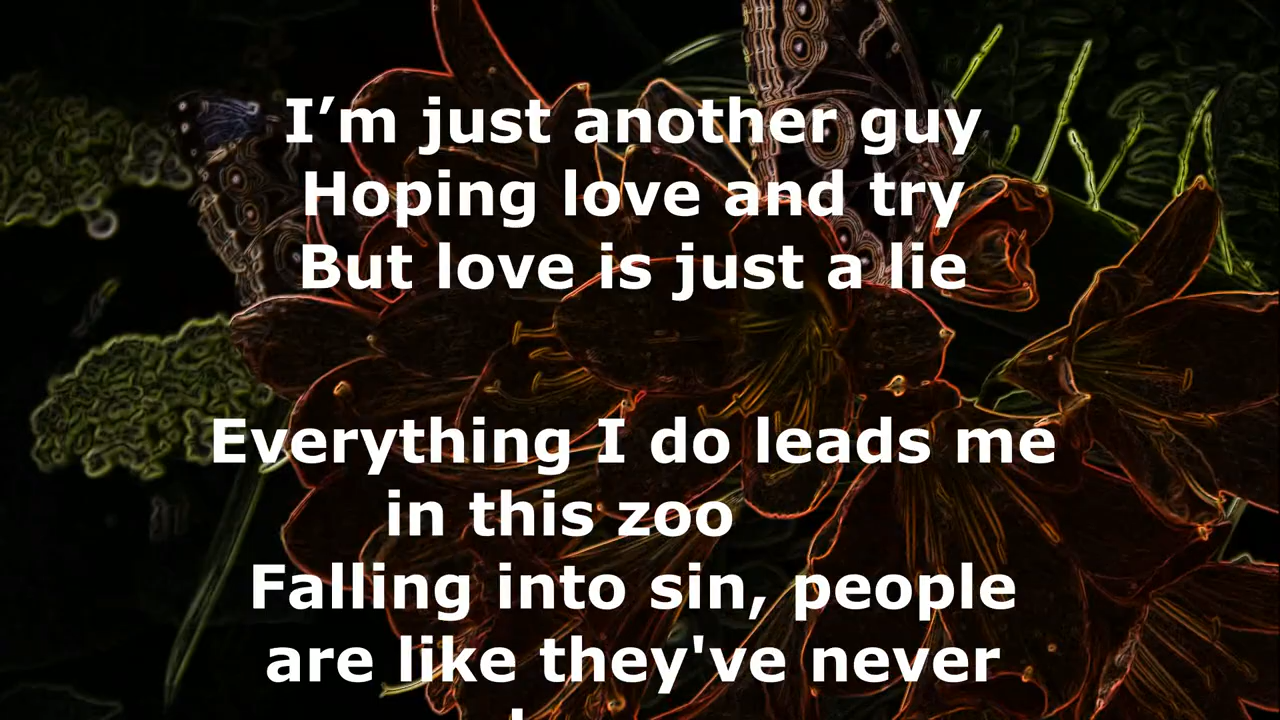 I’m just another guy
Hoping love and try
But love is just a lie
Everything I do leads me
in this zoo
Falling into sin, people
are like they've never